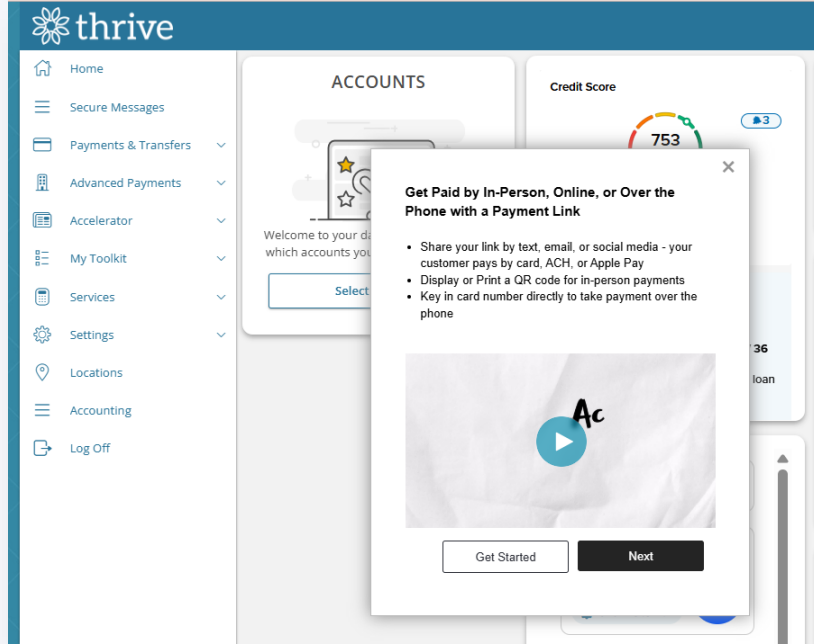 thrive
Home
Secure Messages
Payments & Transfers
Advanced Payments
Accelerator
My Toolkit
Services
Settings
Locations
Accounting
Log Off
ACCOUNTS
Welcome to your
which accounts
Select
Credit Score
3
753
36
loan
Get Paid by In-Person, Online, or Over the
Phone with a Payment Link
• Share your link by text, email, or social media - your
customer pays by card, ACH, or Apple Pay
• Display or Print a QR code for in-person payments
• Key in card number directly to take payment over the
phone
Ac
Get Started
Next